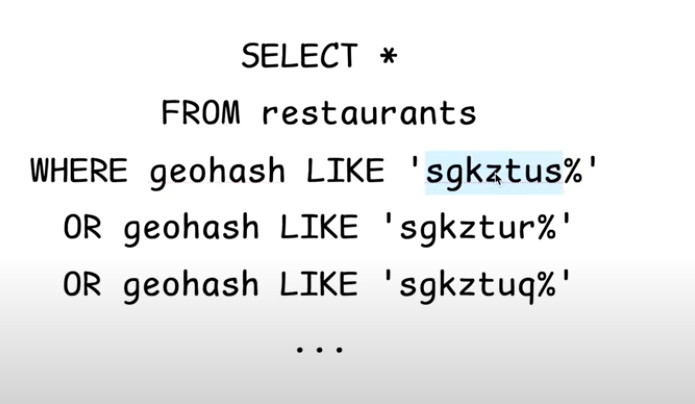 SELECT *
FROM restaurants
WHERE geohash LIKE 'sgkztus%'
OR geohash LIKE 'sgkztur%'
OR geohash LIKE 'sgkztuq%'
...